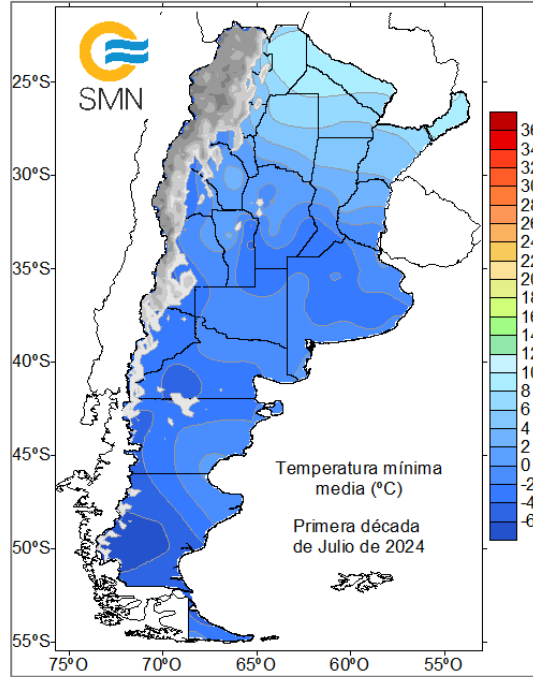 SMN
25ºS
30ºS
35ºS
40ºS
45ºS
50ºS
55ºS
75ºO
70ºO
65ºO
60ºO
55ºO
36
34
32
30
28
26
24
22
20
18
16
14
12
10
8
6
4
2
0
-2
-4
-6
Temperatura mínima
media (ºC)
Primera década
de Julio de 2024